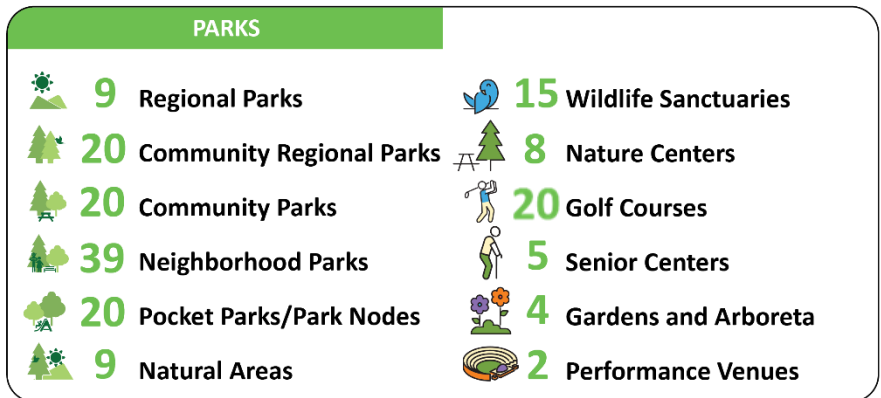 PARKS
9 Regional Parks
20 Community Regional Parks
20 Community Parks
39 Neighborhood Parks
20 Pocket Parks/Park Nodes
9 Natural Areas
15 Wildlife Sanctuaries
8 Nature Centers
20 Golf Courses
5 Senior Centers
4 Gardens and Arboreta
2 Performance Venues